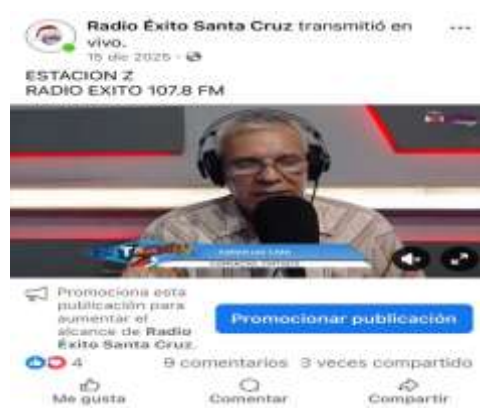 Radio Éxito Santa Cruz transmitió en
vivo.
15 dic 2025
ESTACION Z
RADIO EXITO 107.8 FM
Promociona esta
publicación para
aumentar el
alcance de Radio
Éxito Santa Cruz.
Promocionar publicación
4
9 comentarios 3 veces compartido
Me gusta
Comentar
Compartir